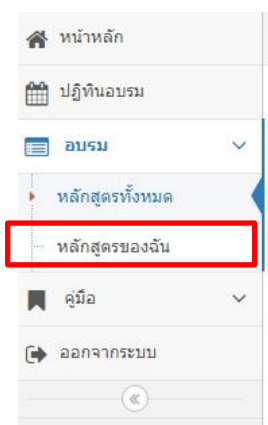 หน้าหลัก
ปฏิทินอบรม
อบรม
หลักสูตรทั้งหมด
หลักสูตรของฉัน
คู่มือ
ออกจากระบบ